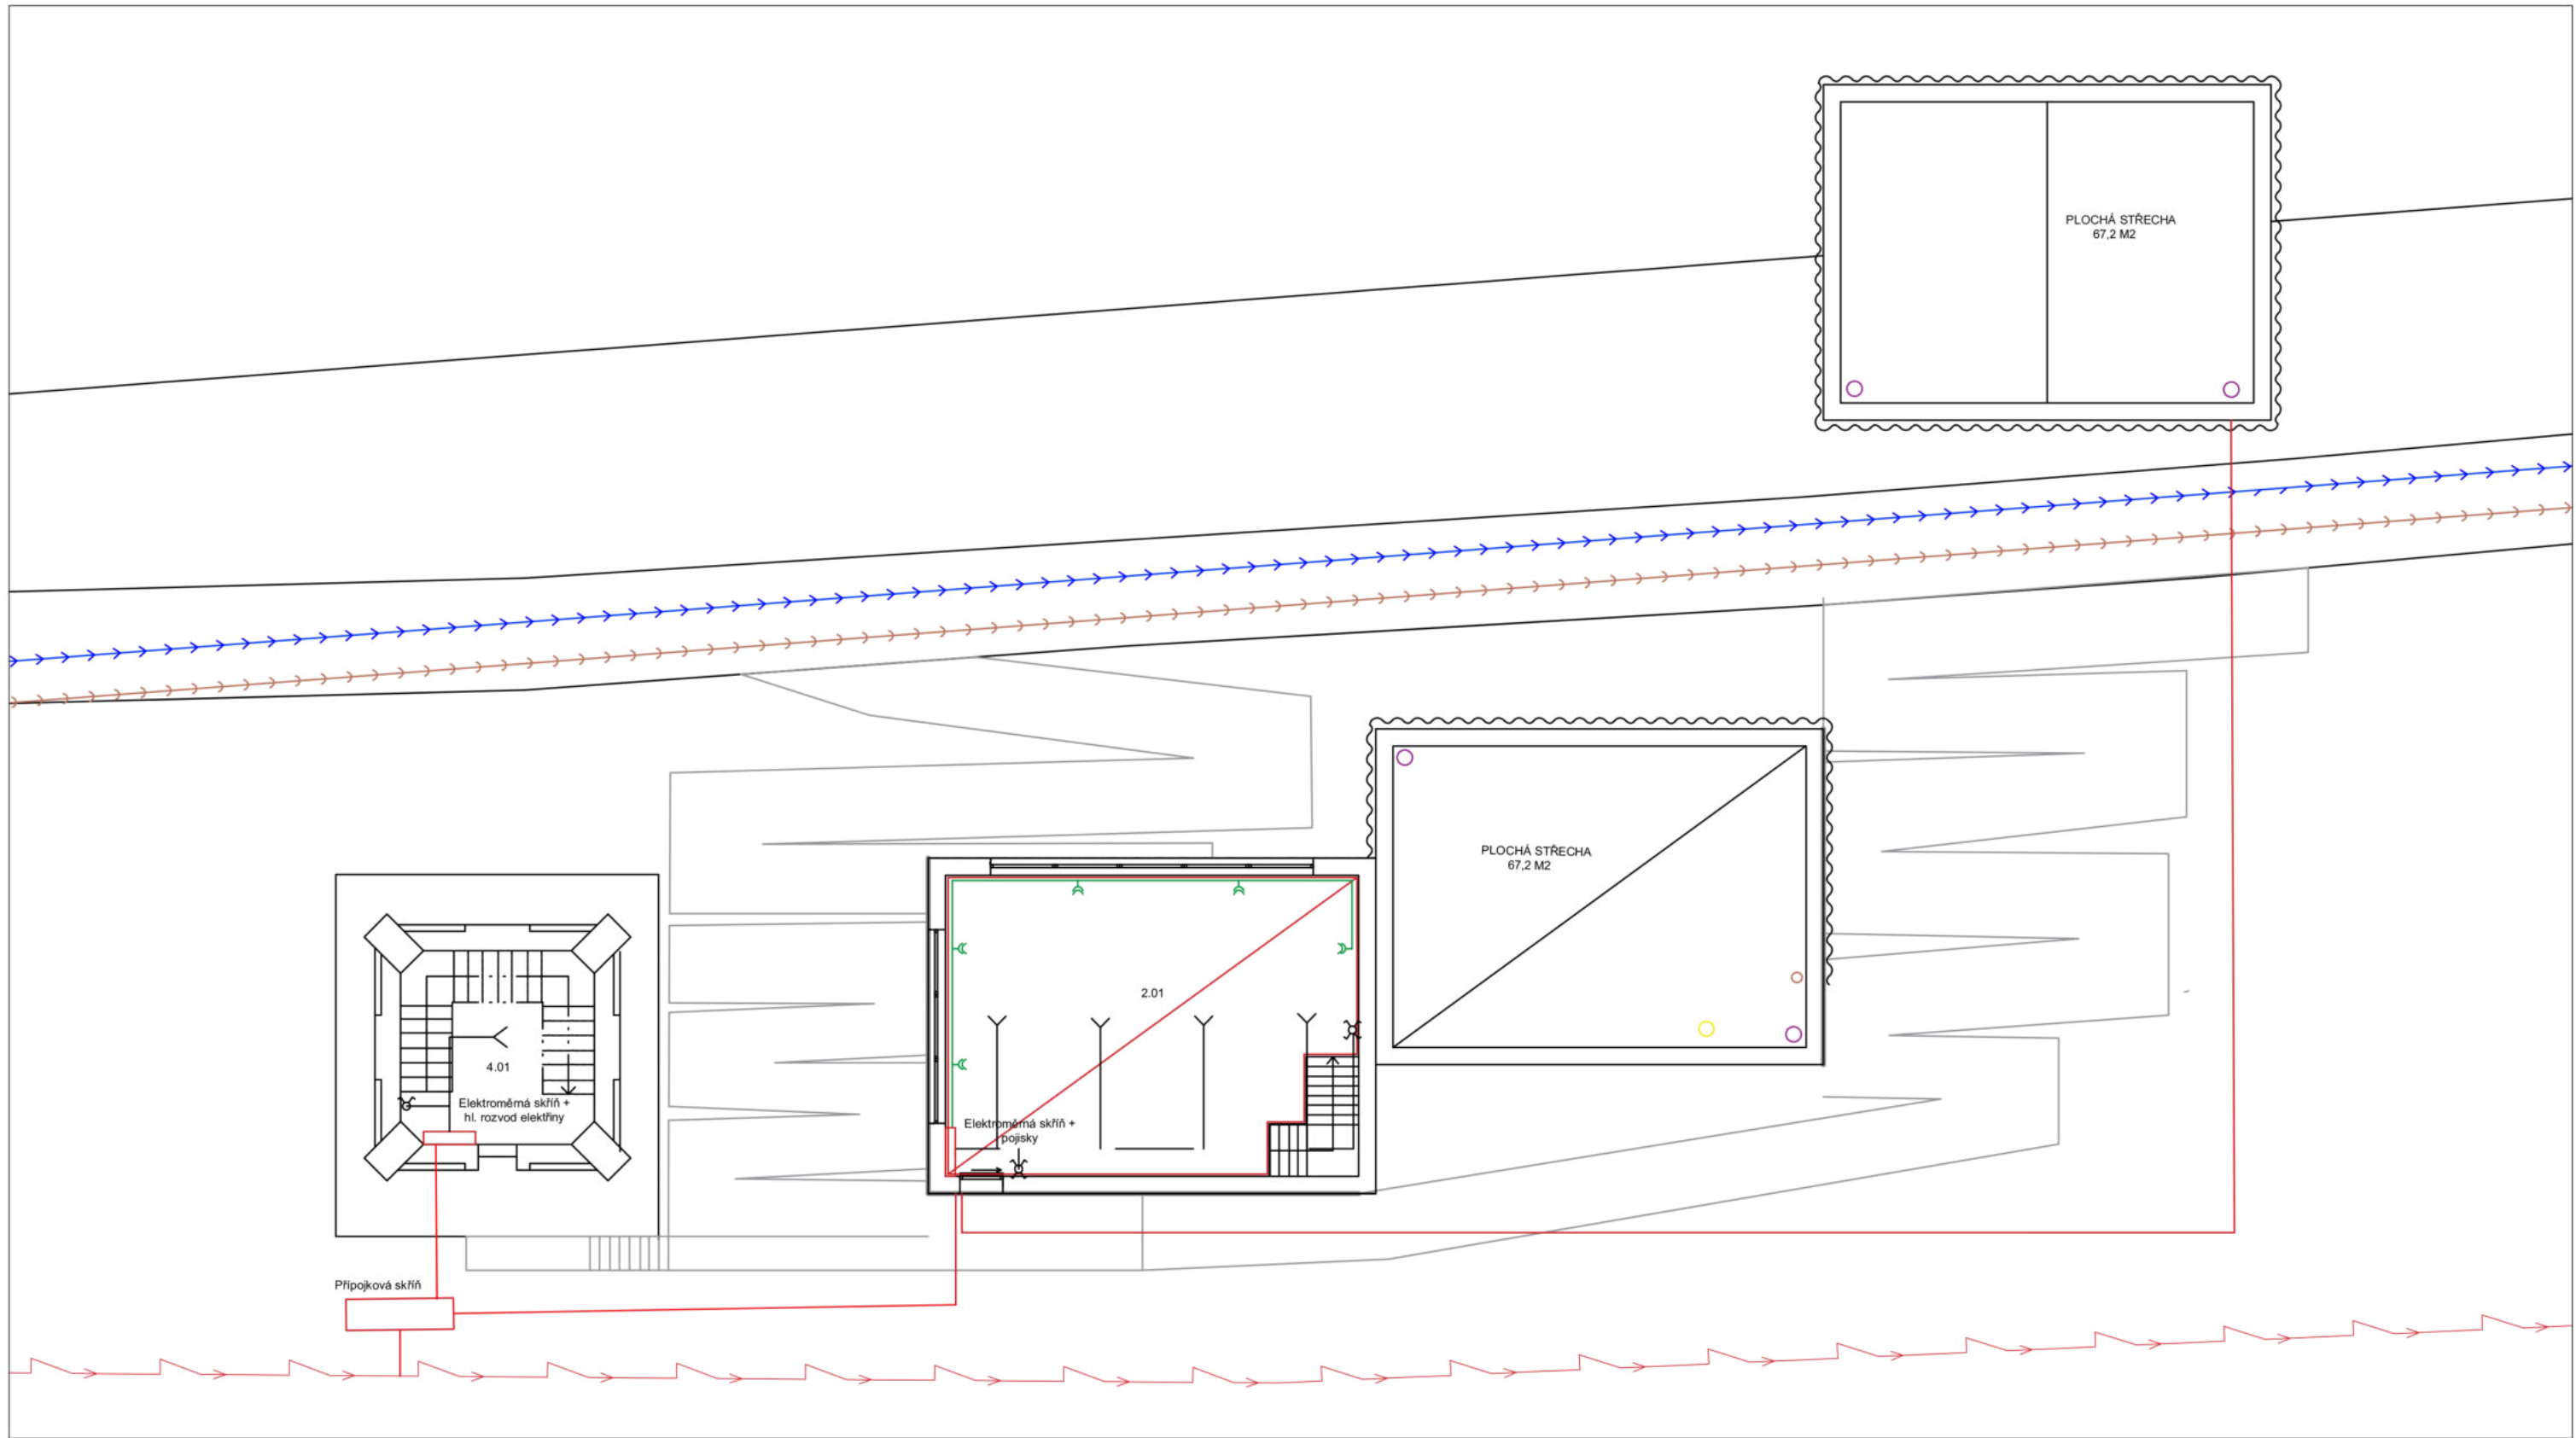 PLOCHÁ STŘECHA
67,2 M2
PLOCHÁ STŘECHA
67,2 M2
2.01
4.01
Elektroměrná skříň +
hl. rozvod elektřiny
Elektroměrná skříň +
pojisky
Přípojková skříň